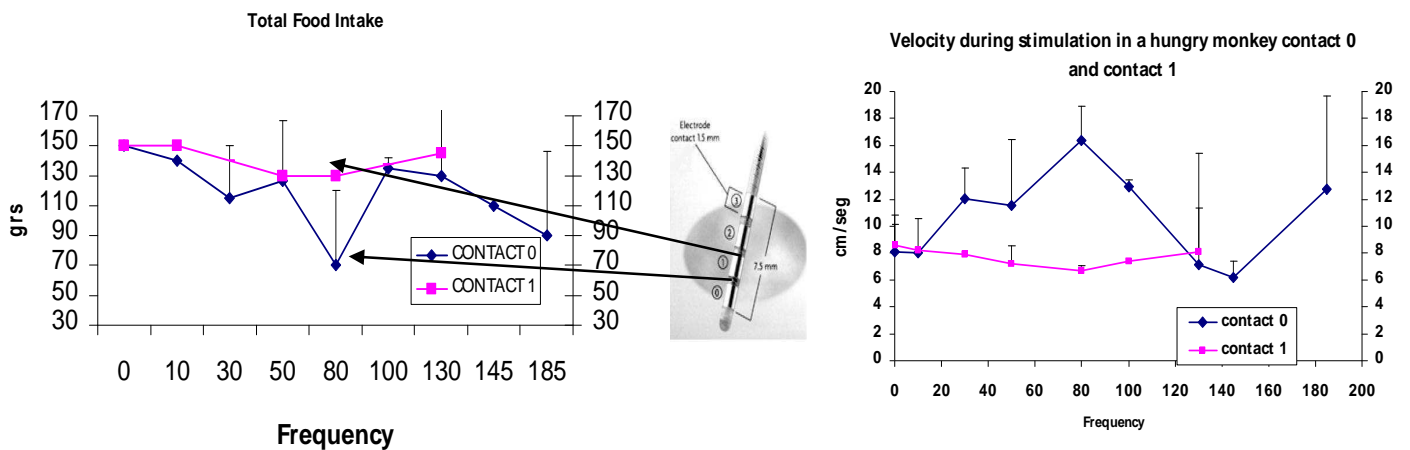 Total Food Intake
170
150
130
110
90
70
50
30
grs
170
150
130
110
90
70
50
30
CONTACT 0
CONTACT 1
0 10 30 50 80 100 130 145 185
Frequency
Electrode
contact 1.5 mm
3
2
1
0
7.5 mm
Velocity during stimulation in a hungry monkey contact 0
and contact 1
20
18
16
14
12
10
8
6
4
2
0
cm/seg
20
18
16
14
12
10
8
6
4
2
0
contact 0
contact 1
0 20 40 60 80 100 120 140 160 180 200
Frequency